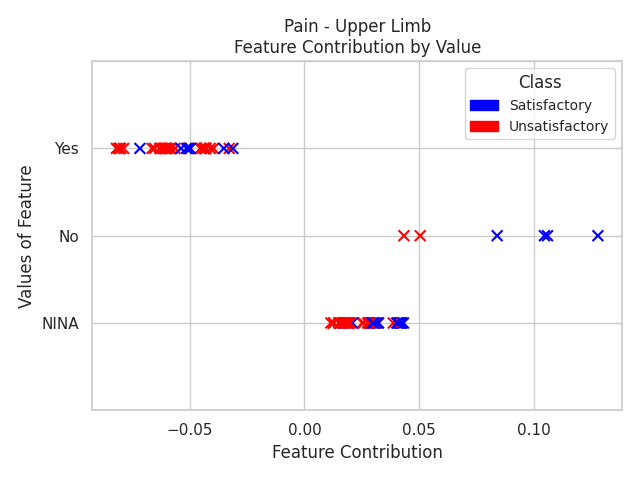 Pain - Upper Limb
Feature Contribution by Value
Class
Satisfactory
Unsatisfactory
Values of Feature
Yes
No
NINA
−0.05
0.00
0.05
0.10
Feature Contribution